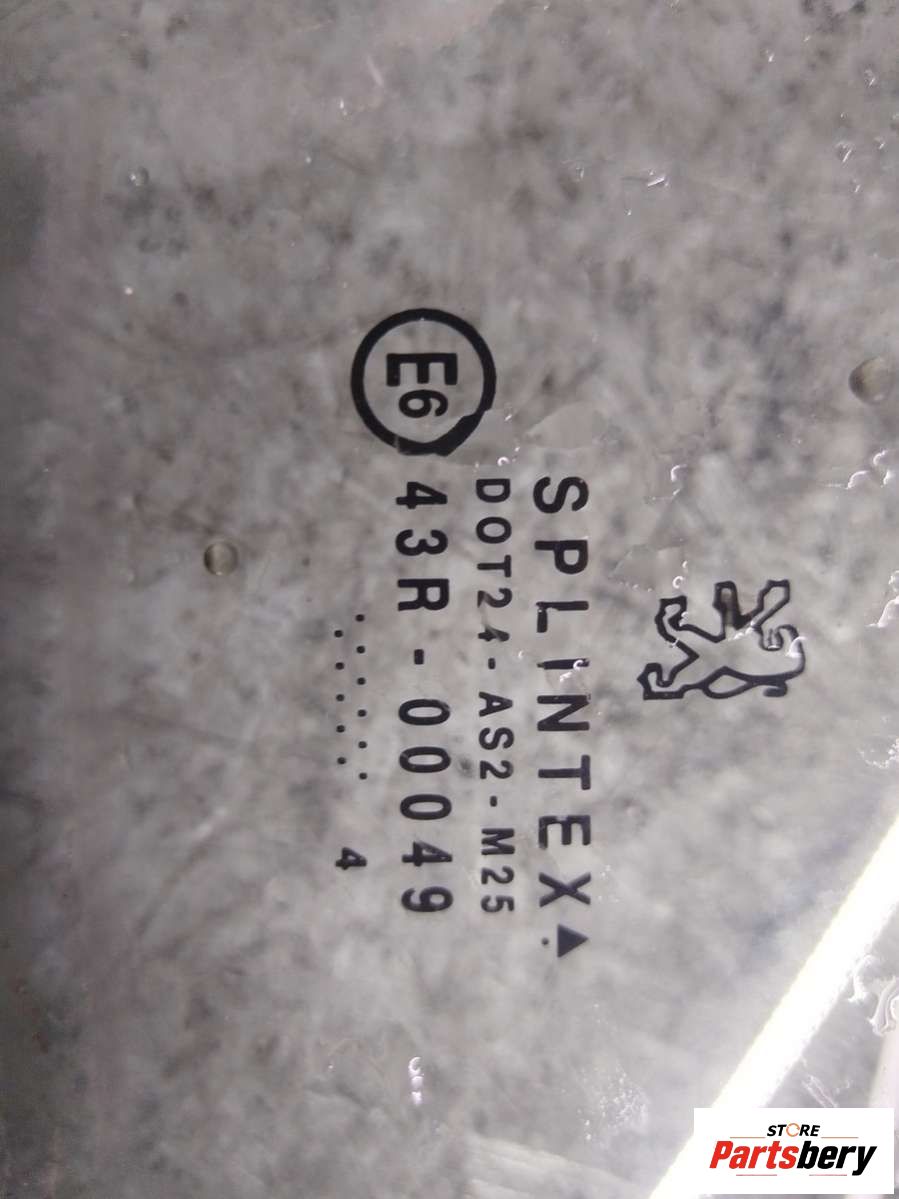 SPLINTEX
DOT24-AS2-M25
E6
43R-00049
4
STORE
Partsbery